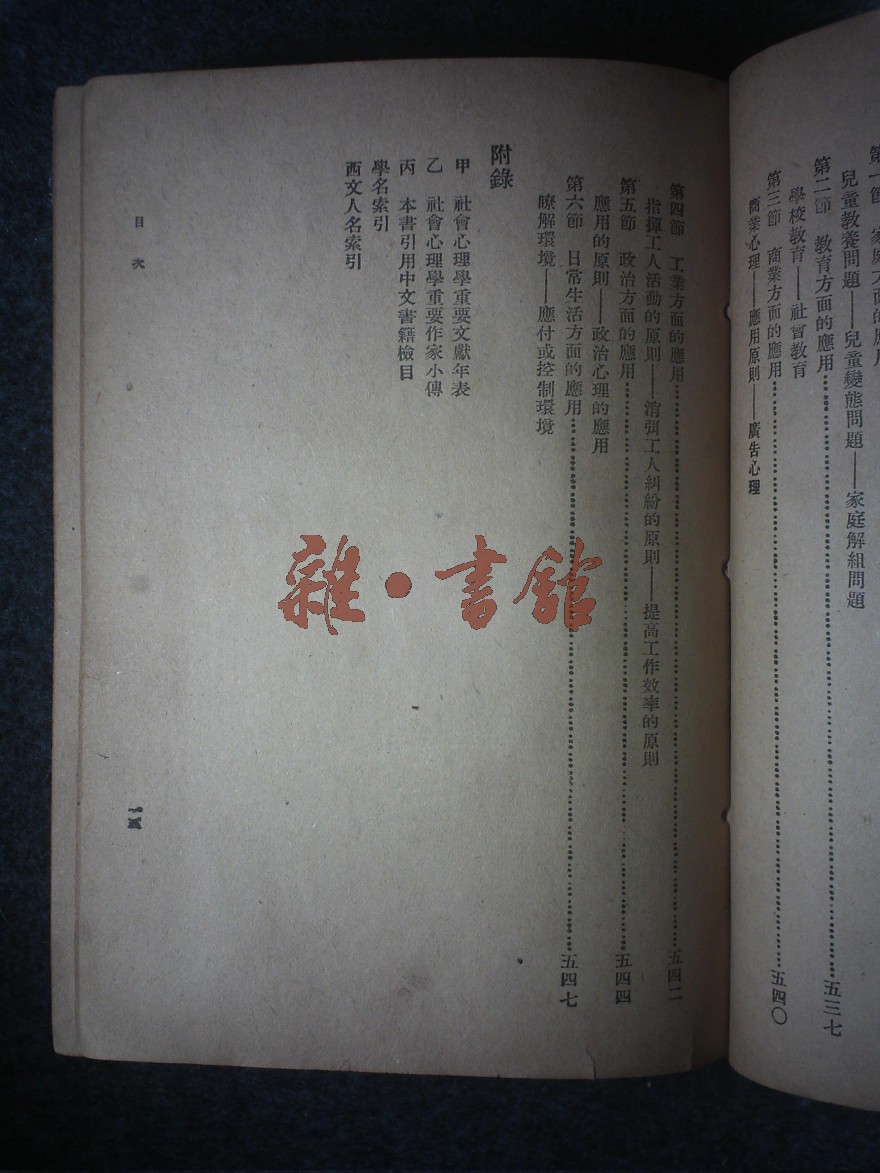 第一節　家庭方面的應用
兒童教養問題——兒童變態問題——家庭解組問題
第二節　教育方面的應用……五三七
學校教育——社會教育
第三節　商業方面的應用……五四〇
商業心理——應用原則——廣告心理
第四節　工業方面的應用……五四二
指揮工人活動的原則——消弭工人糾紛的原則——提高工作效率的原則
第五節　政治方面的應用……五四四
應用的原則——政治心理的應用
第六節　日常生活方面的應用……五四七
瞭解環境——應付或控制環境
附錄
甲　社會心理學重要文獻年表
乙　社會心理學重要作家小傳
丙　本書引用中文書籍檢目
學名索引
西文人名索引
目次
一五
雜·書館